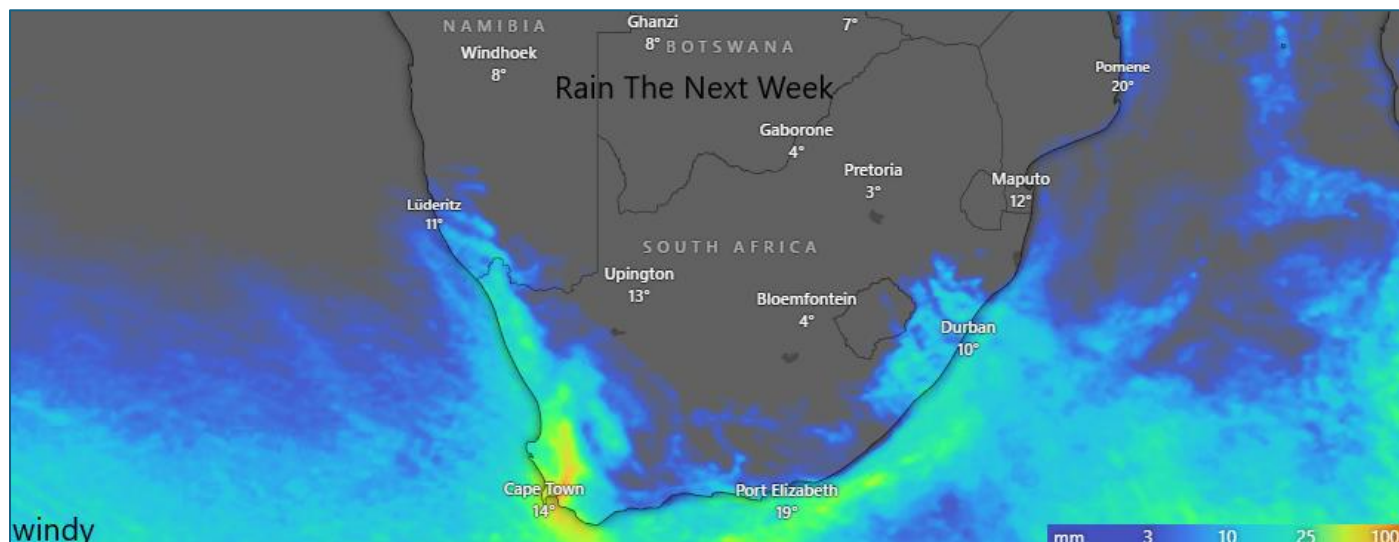 NAMIBIA
Windhoek
8°
Ghanzi
8°
BOTSWANA
7°
Rain The Next Week
Pomene
20°
Gaborone
4°
Pretoria
3°
Maputo
12°
Lüderitz
11°
SOUTH AFRICA
Upington
13°
Bloemfontein
4°
Durban
10°
Cape Town
14°
Port Elizabeth
19°
windy
mm 3 10 25 100